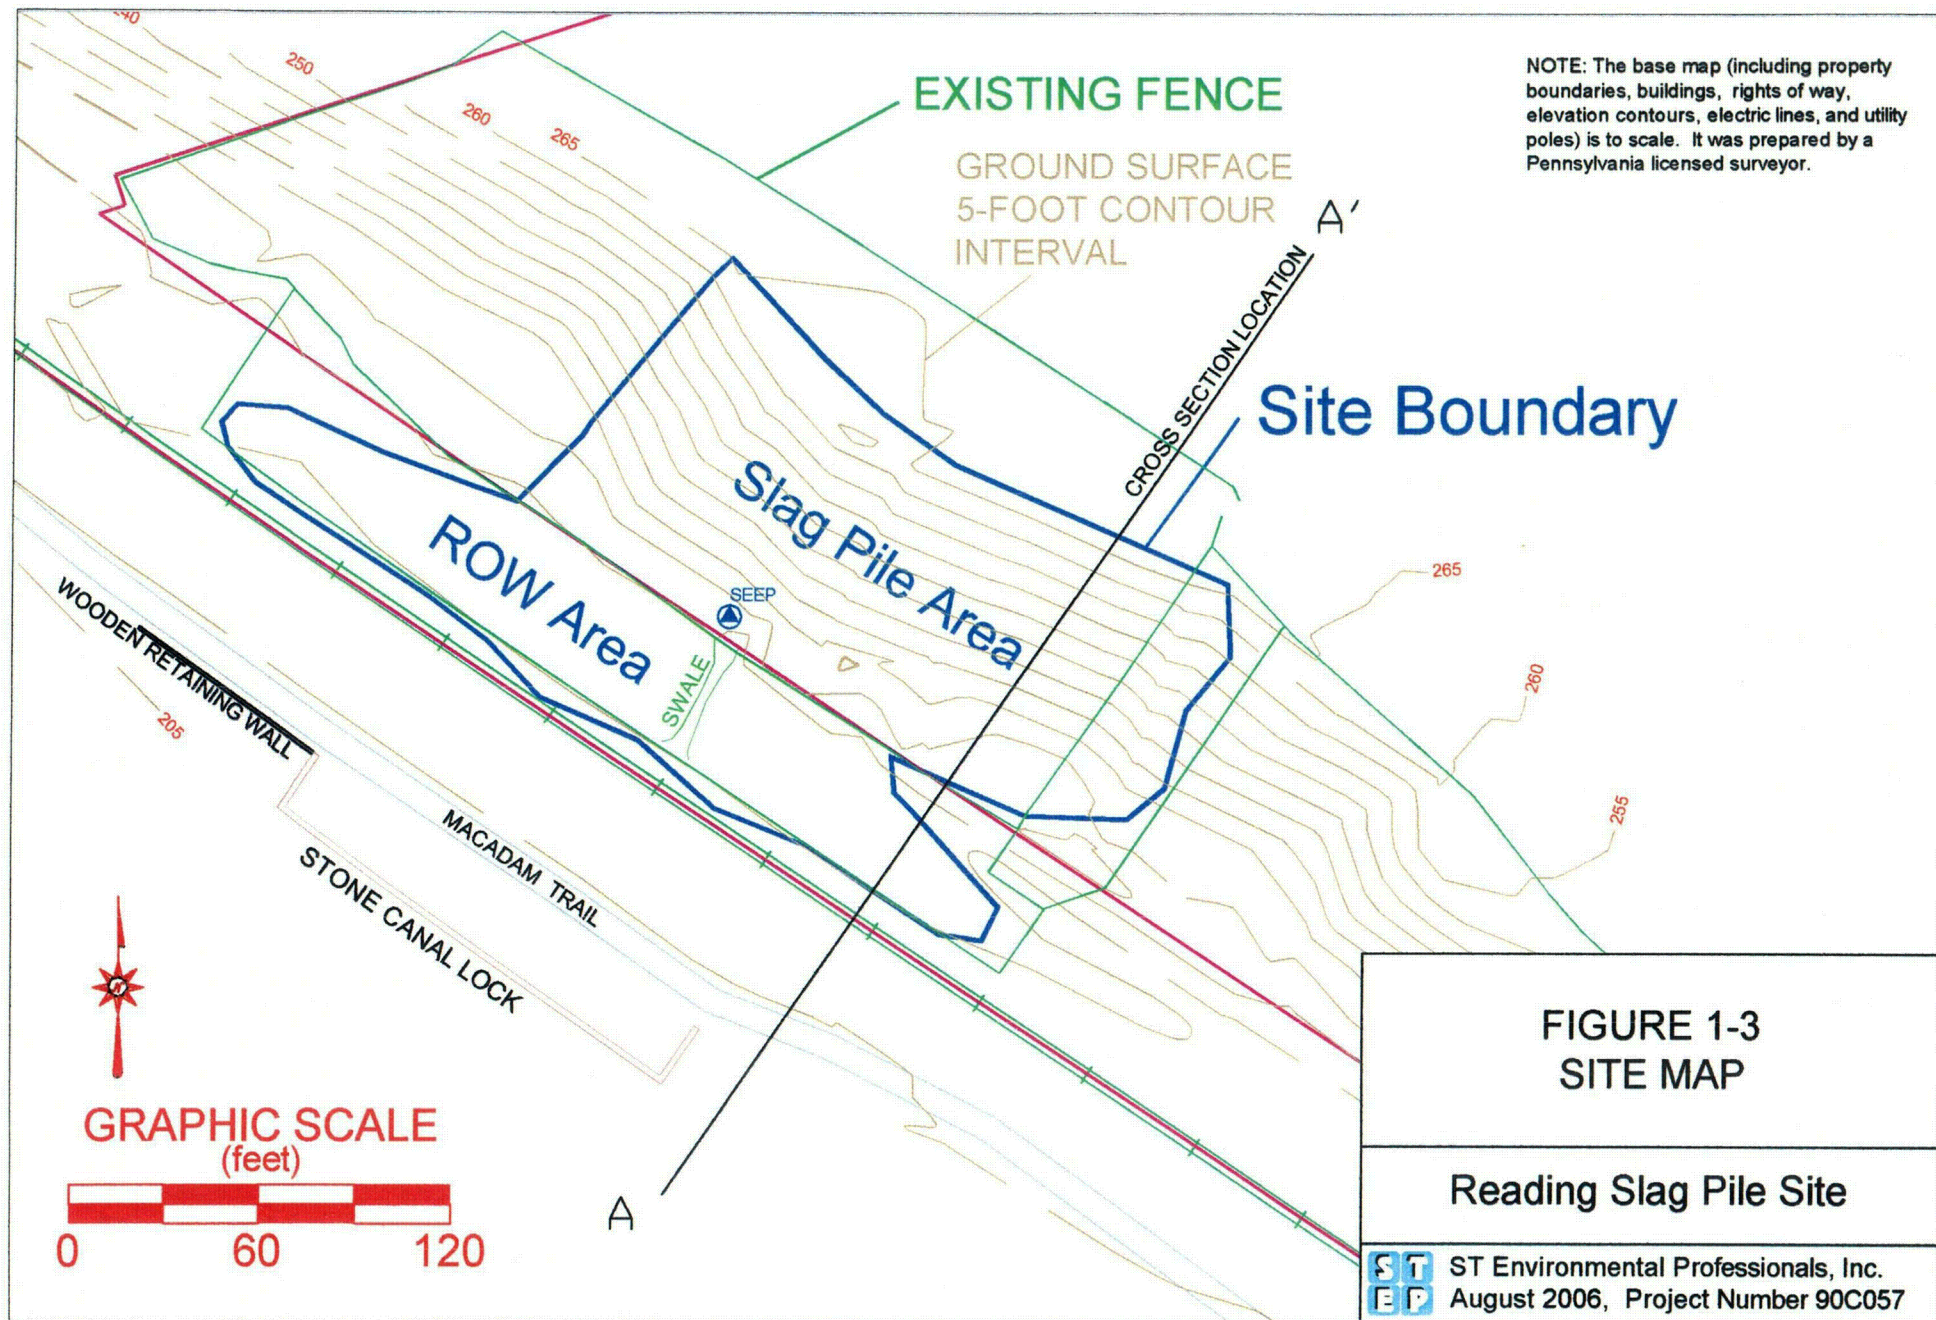 240
250
260
265
EXISTING FENCE
GROUND SURFACE
5-FOOT CONTOUR
INTERVAL
NOTE: The base map (including property
boundaries, buildings, rights of way,
elevation contours, electric lines, and utility
poles) is to scale. It was prepared by a
Pennsylvania licensed surveyor.
A'
CROSS SECTION LOCATION
Site Boundary
Slag Pile Area
ROW Area
SEEP
SWALE
265
260
255
WOODEN RETAINING WALL
205
MACADAM TRAIL
STONE CANAL LOCK
A
N
GRAPHIC SCALE
(feet)
0 60 120
FIGURE 1-3
SITE MAP
Reading Slag Pile Site
ST
EP
ST Environmental Professionals, Inc.
August 2006, Project Number 90C057